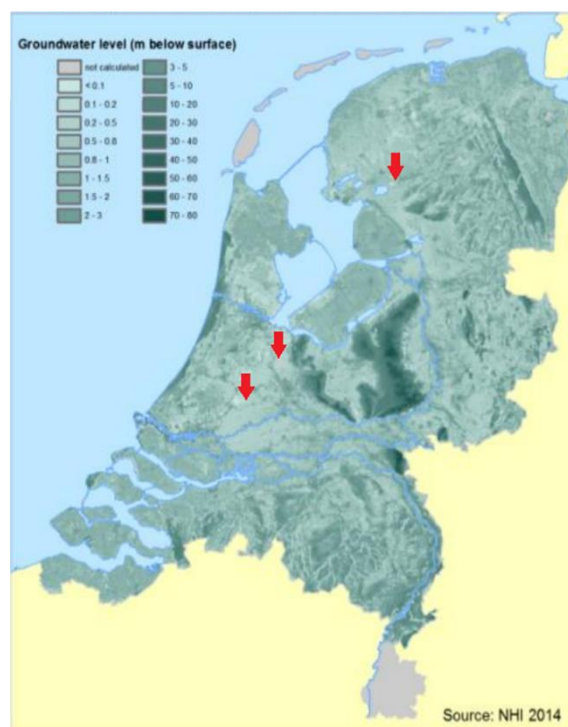 Groundwater level (m below surface)
not calculated
< 0.1
0.1 - 0.2
0.2 - 0.5
0.5 - 0.8
0.8 - 1
1 - 1.5
1.5 - 2
2 - 3
3 - 5
5 - 10
10 - 20
20 - 30
30 - 40
40 - 50
50 - 60
60 - 70
70 - 80
Source: NHI 2014